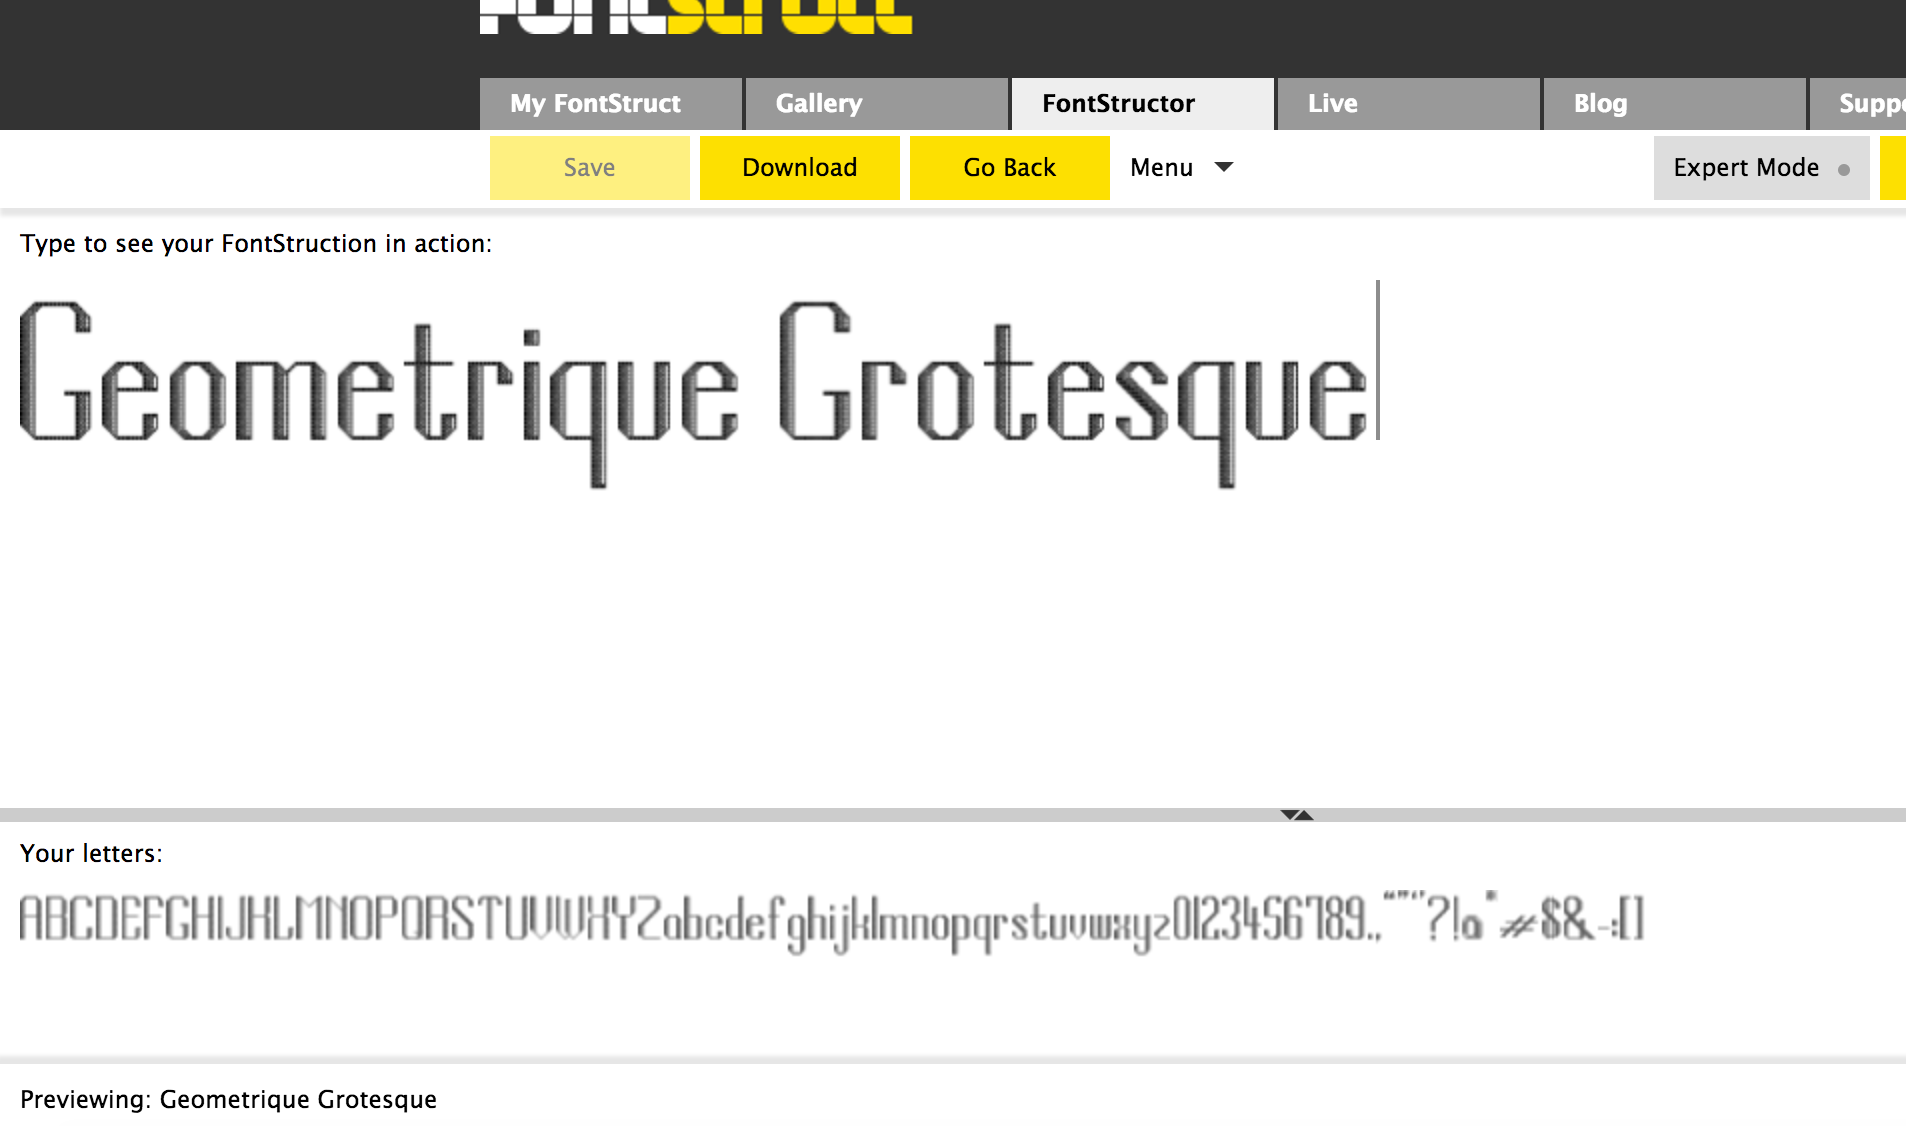 My FontStruct
Gallery
FontStructor
Live
Blog
Save
Download
Go Back
Menu
Expert Mode
Type to see your FontStruction in action:
Geometrique Grotesque
Your letters:
ABCDEFGHIJKLMNOPQRSTUVWXYZabcdefghijklmnopqrstuvwxyz0123456789.,“”‘’?!a*#$&-:[]
Previewing: Geometrique Grotesque